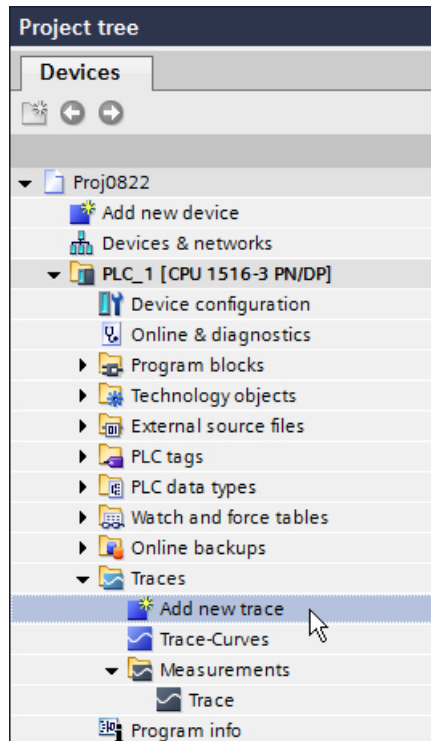 Project tree
Devices
Proj0822
Add new device
Devices & networks
PLC_1 [CPU 1516-3 PN/DP]
Device configuration
Online & diagnostics
Program blocks
Technology objects
External source files
PLC tags
PLC data types
Watch and force tables
Online backups
Traces
Add new trace
Trace-Curves
Measurements
Trace
Program info